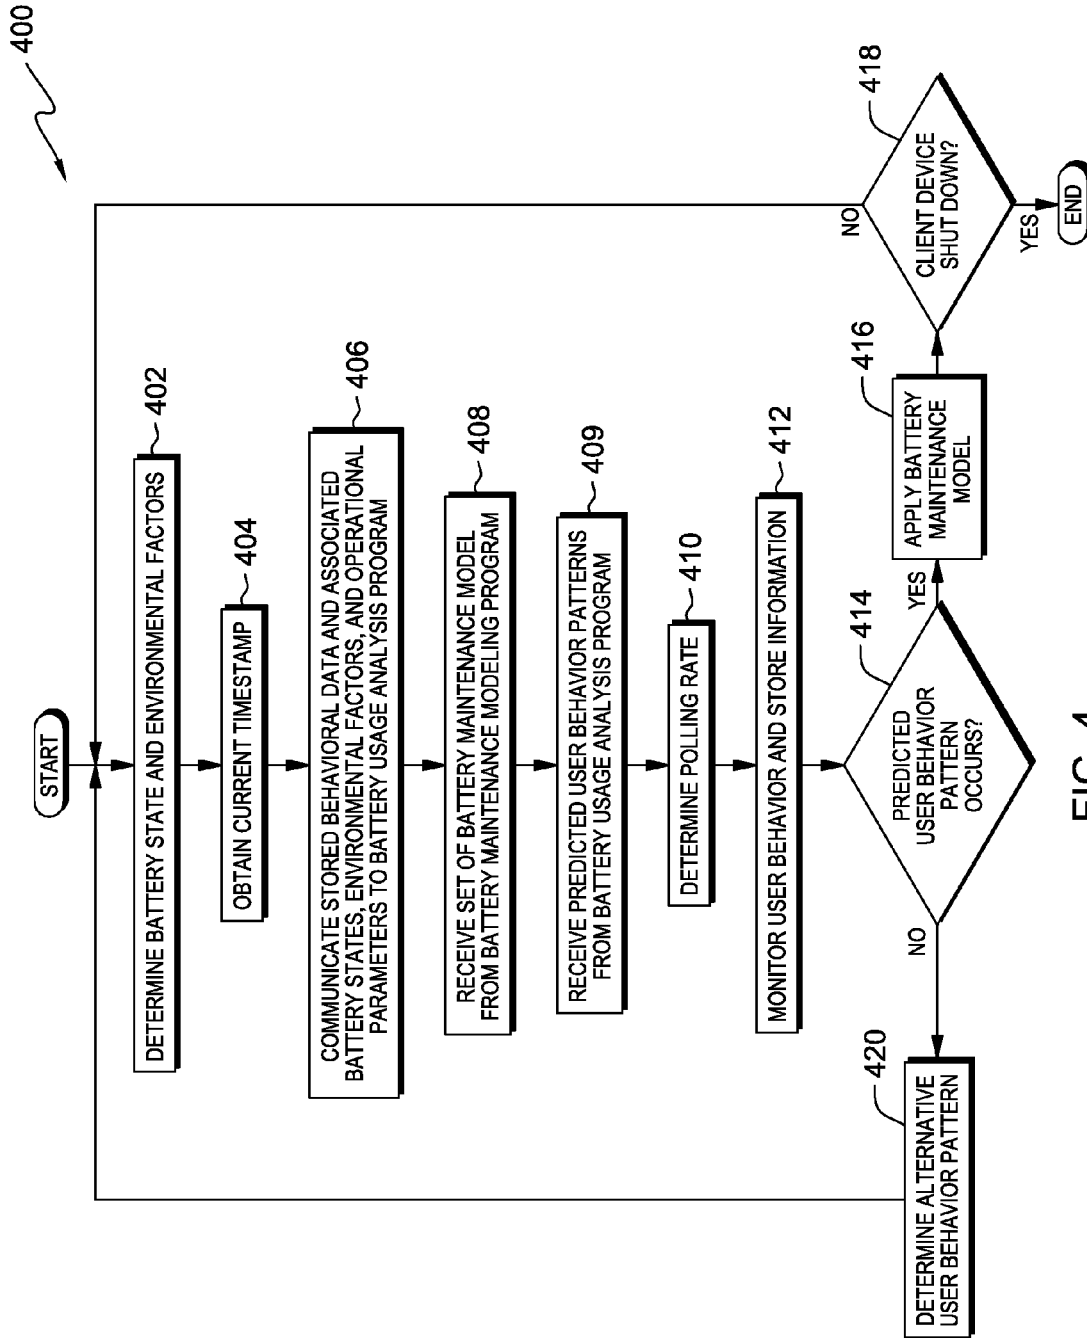 400
START
DETERMINE BATTERY STATE AND ENVIRONMENTAL FACTORS
402
OBTAIN CURRENT TIMESTAMP
404
COMMUNICATE STORED BEHAVIORAL DATA AND ASSOCIATED
BATTERY STATES, ENVIRONMENTAL FACTORS, AND OPERATIONAL
PARAMETERS TO BATTERY USAGE ANALYSIS PROGRAM
406
RECEIVE SET OF BATTERY MAINTENANCE MODEL
FROM BATTERY MAINTENANCE MODELING PROGRAM
408
RECEIVE PREDICTED USER BEHAVIOR PATTERNS
FROM BATTERY USAGE ANALYSIS PROGRAM
409
DETERMINE POLLING RATE
410
MONITOR USER BEHAVIOR AND STORE INFORMATION
412
PREDICTED
USER BEHAVIOR
PATTERN
OCCURS?
414
YES
NO
APPLY BATTERY
MAINTENANCE
MODEL
416
CLIENT DEVICE
SHUT DOWN?
418
NO
YES
END
DETERMINE ALTERNATIVE
USER BEHAVIOR PATTERN
420
FIG. 4